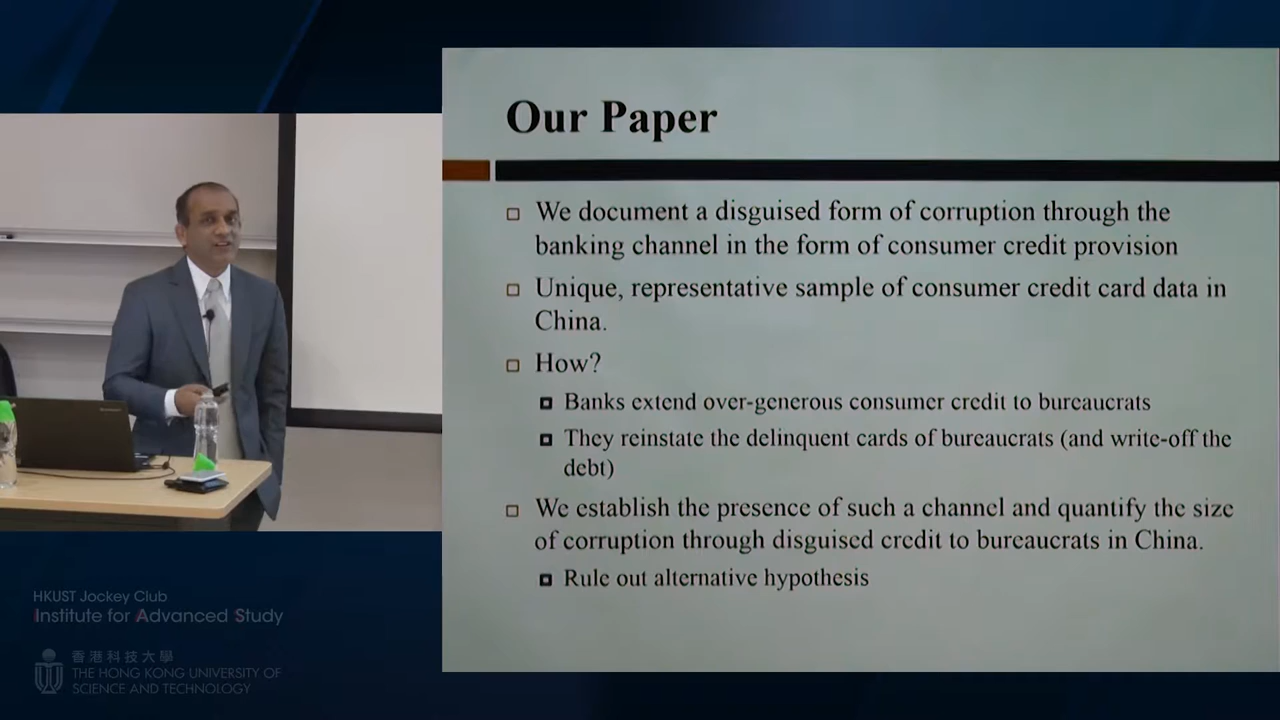 Our Paper
We document a disguised form of corruption through the
banking channel in the form of consumer credit provision
Unique, representative sample of consumer credit card data in
China.
How?
Banks extend over-generous consumer credit to bureaucrats
They reinstate the delinquent cards of bureaucrats (and write-off the
debt)
We establish the presence of such a channel and quantify the size
of corruption through disguised credit to bureaucrats in China.
Rule out alternative hypothesis
HKUST Jockey Club
Institute for Advanced Study
香港科技大學
THE HONG KONG UNIVERSITY OF
SCIENCE AND TECHNOLOGY